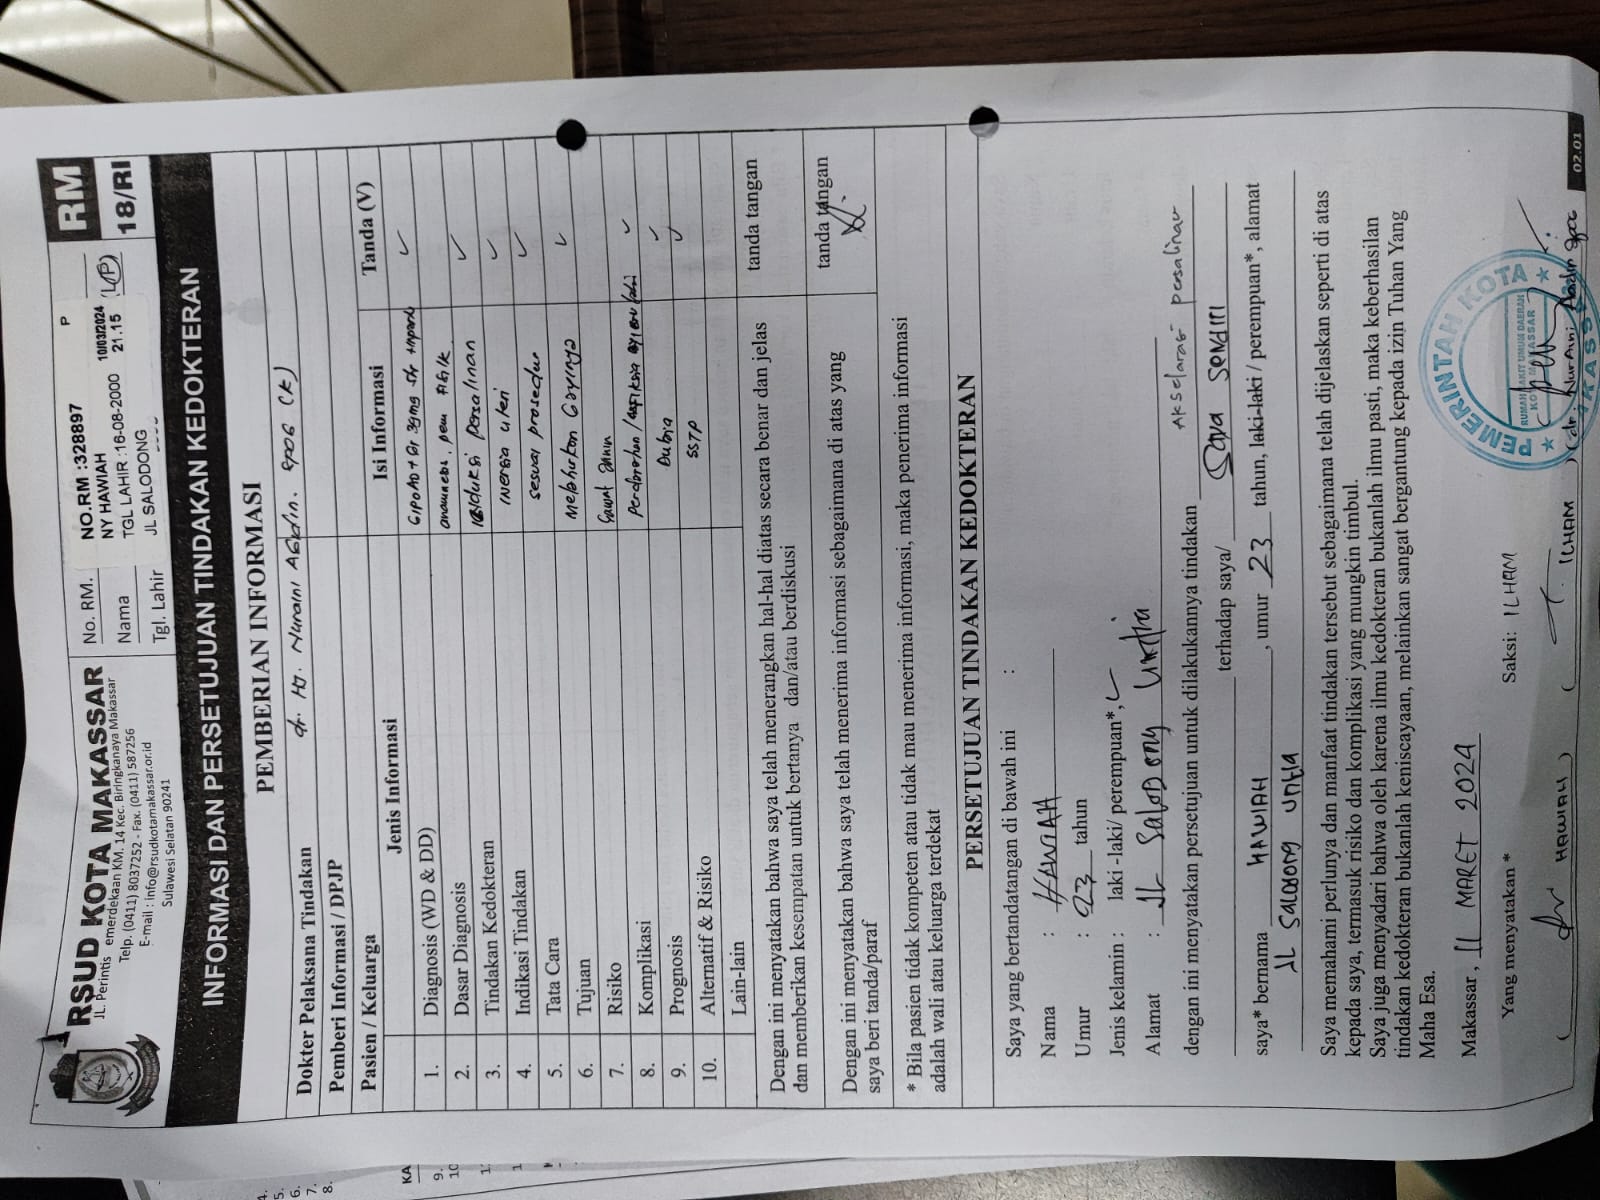 RSUD KOTA MAKASSAR
JL. Perintis emerdekaan KM. 14 Kec. Biringkanaya Makassar
Telp. (0411) 8037252 - Fax. (0411) 587256
E-mail : info@rsudkotamakassar.or.id
Sulawesi Selatan 90241
No. RM.
Nama
Tgl. Lahir
NO.RM :328897 P
NY HAWIAH 10/03/2024
TGL LAHIR :16-08-2000 21.15
JL SALODONG
(L/P)
RM
18/RI
INFORMASI DAN PERSETUJUAN TINDAKAN KEDOKTERAN
PEMBERIAN INFORMASI
Dokter Pelaksana Tindakan dr. Hj. Nuraini Abidin. SpOG (K)
Pemberi Informasi / DPJP
Pasien / Keluarga
Jenis Informasi Isi Informasi Tanda (V)
1. Diagnosis (WD & DD) G1P0A0 ✓
2. Dasar Diagnosis ✓
3. Tindakan Kedokteran Induksi persalinan ✓
4. Indikasi Tindakan Inersia uteri ✓
5. Tata Cara sesuai prosedur
6. Tujuan Melahirkan bayinya ✓
7. Risiko Gawat Janin
8. Komplikasi Perdarahan / ✓
9. Prognosis Dubia ✓
10. Alternatif & Risiko SSTP ✓
Lain-lain
Dengan ini menyatakan bahwa saya telah menerangkan hal-hal diatas secara benar dan jelas
dan memberikan kesempatan untuk bertanya dan/atau berdiskusi
tanda tangan
Dengan ini menyatakan bahwa saya telah menerima informasi sebagaimana di atas yang
saya beri tanda/paraf
tanda tangan
* Bila pasien tidak kompeten atau tidak mau menerima informasi, maka penerima informasi
adalah wali atau keluarga terdekat
PERSETUJUAN TINDAKAN KEDOKTERAN
Saya yang bertandatangan di bawah ini :
Nama : HAWIAH
Umur : 23 tahun
Jenis kelamin : laki -laki/ perempuan*, ✓
Alamat : JL Salodong Untia
dengan ini menyatakan persetujuan untuk dilakukannya tindakan Akselarasi persalinan
terhadap saya/ Saya sendiri
saya* bernama HAWIAH , umur 23 tahun, laki-laki / perempuan*, alamat
JL SALODONG UNTIA
Saya memahami perlunya dan manfaat tindakan tersebut sebagaimana telah dijelaskan seperti di atas
kepada saya, termasuk risiko dan komplikasi yang mungkin timbul.
Saya juga menyadari bahwa oleh karena ilmu kedokteran bukanlah ilmu pasti, maka keberhasilan
tindakan kedokteran bukanlah keniscayaan, melainkan sangat bergantung kepada izin Tuhan Yang
Maha Esa.
Makassar, 11 MARET 2024
Yang menyatakan * Saksi: ILHAM
( HAWIAH ) ( ILHAM ) (dr. Nuraini Abidin SpOG
PEMERINTAH KOTA
RUMAH SAKIT UMUM DAERAH
KOTA MAKASSAR
MAKASSAR
02.01
KA
4.
5.
6.
7.
8.
9.